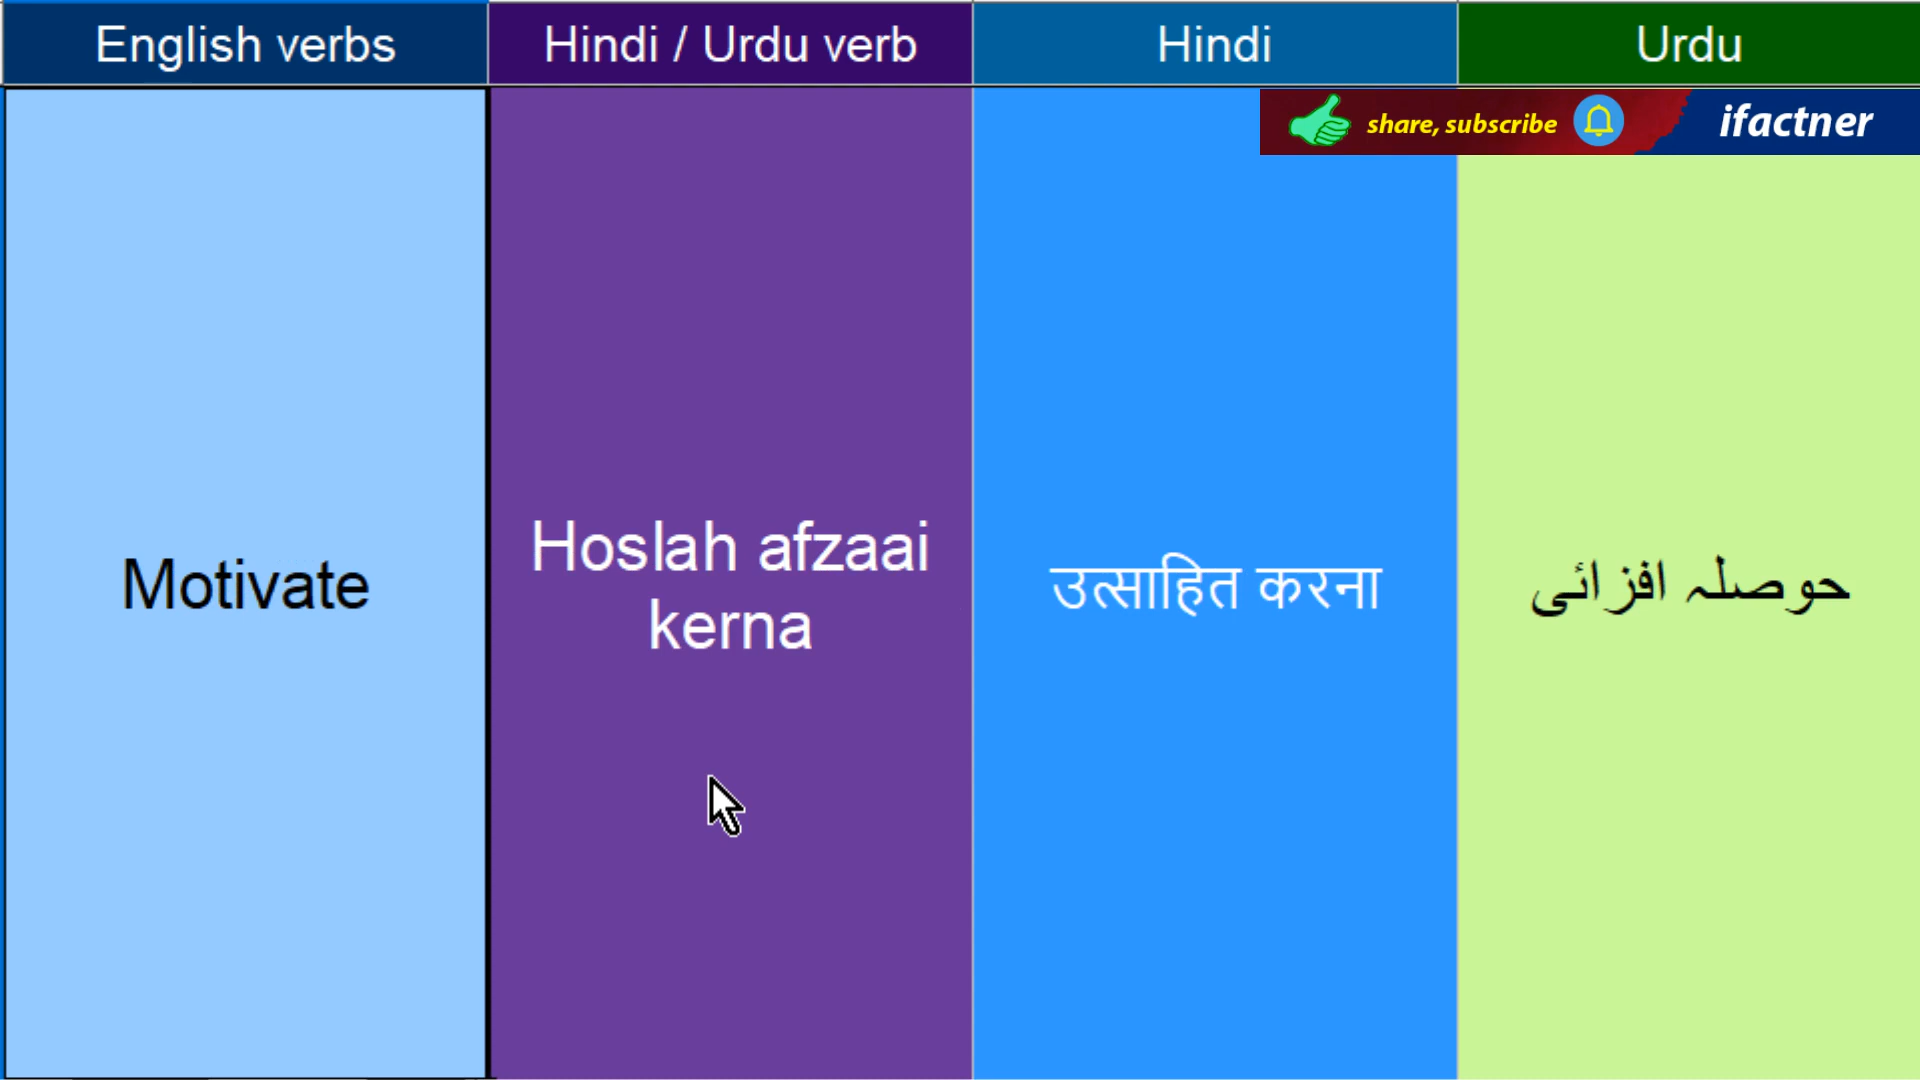 English verbs
Hindi / Urdu verb
Hindi
Urdu
share, subscribe
ifactner
Motivate
Hoslah afzaai
kerna
उत्साहित करना
حوصلہ افزائی